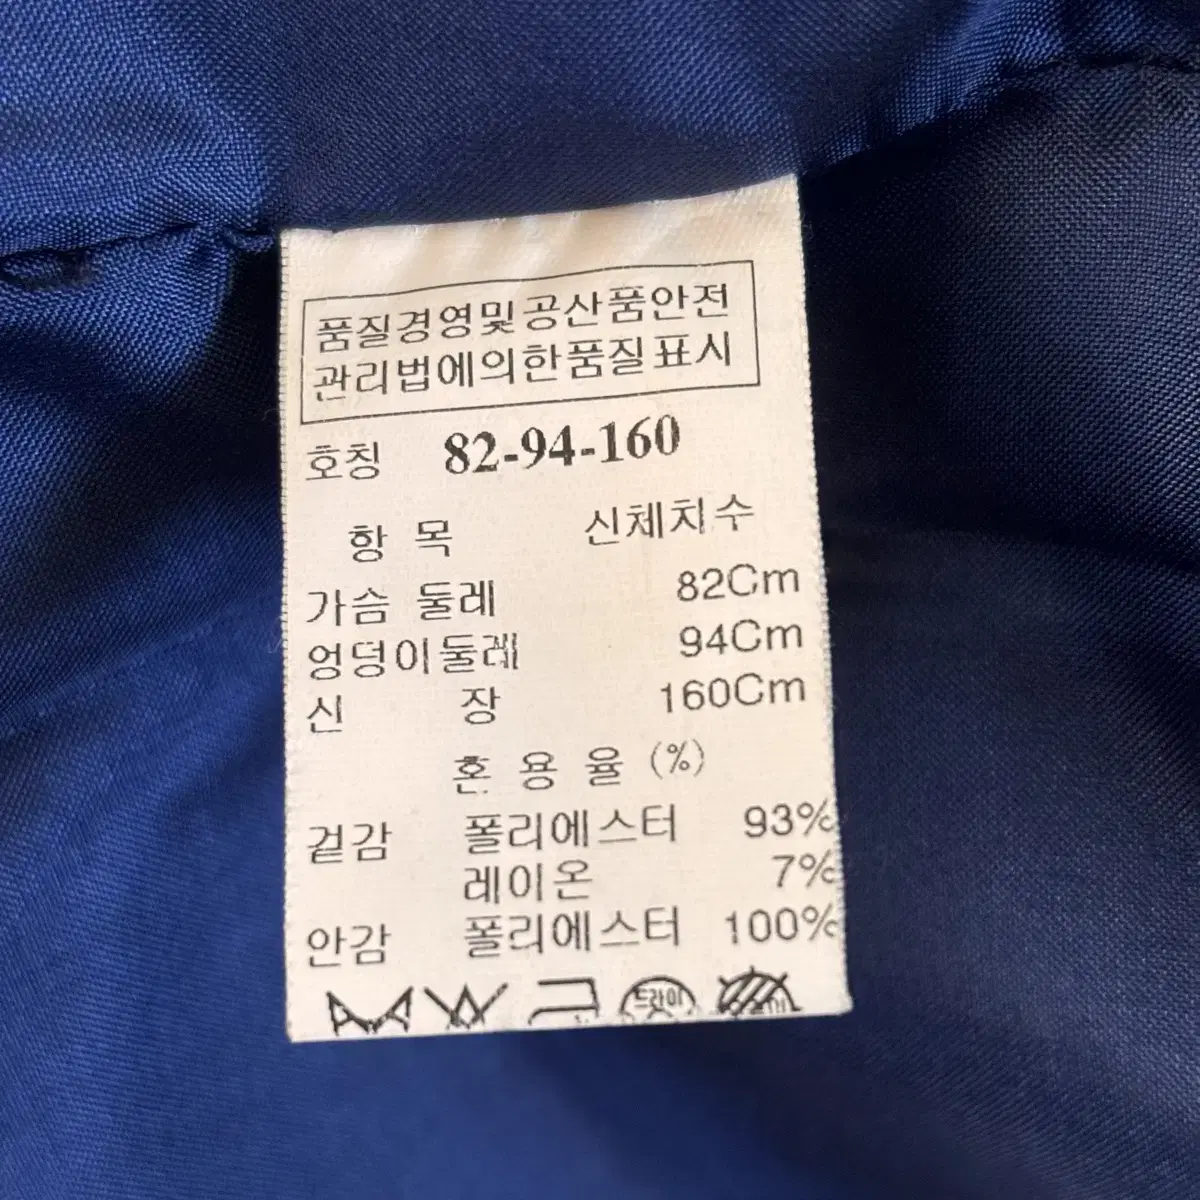 품질경영및공산품안전
관리법에의한품질표시
호칭 82-94-160
항 목 신체치수
가슴 둘레 82Cm
엉덩이둘레 94Cm
신 장 160Cm
혼 용 율 (%)
겉감 폴리에스터 93%
레이온 7%
안감 폴리에스터 100%
드라이